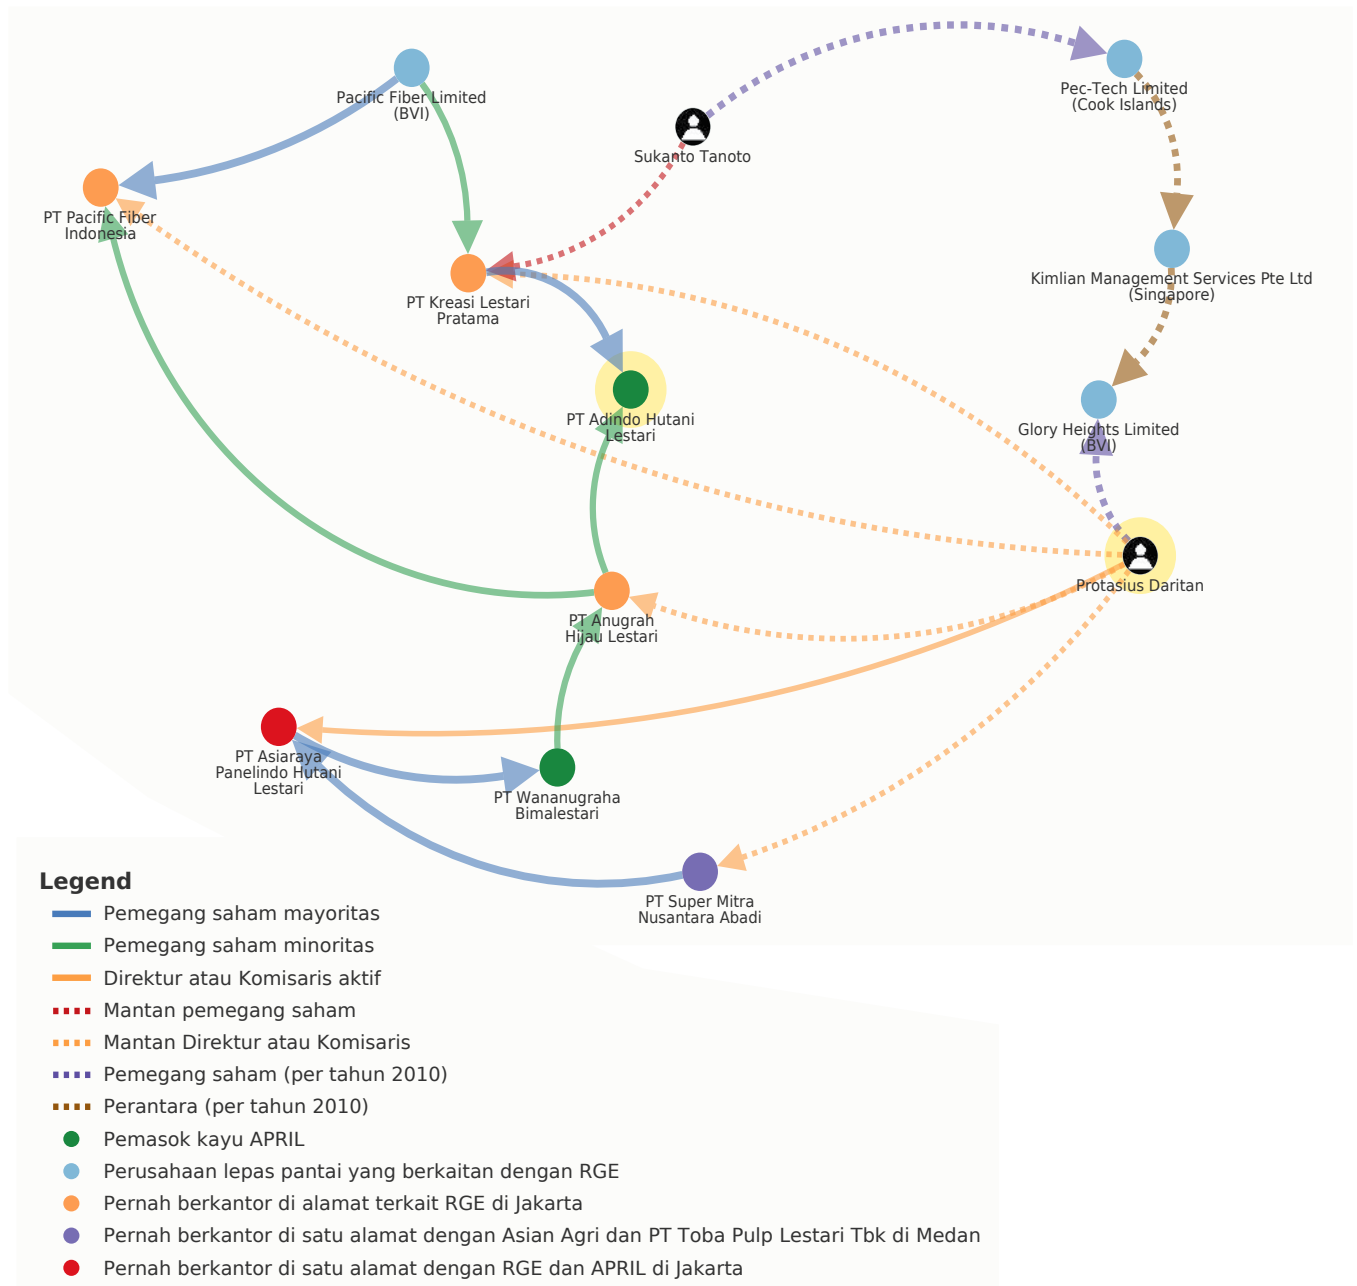 Pacific Fiber Limited
(BVI)
Pec-Tech Limited
(Cook Islands)
Sukanto Tanoto
PT Pacific Fiber
Indonesia
Kimlian Management Services Pte Ltd
(Singapore)
PT Kreasi Lestari
Pratama
PT Adindo Hutani
Lestari
Glory Heights Limited
(BVI)
Protasius Daritan
PT Anugrah
Hijau Lestari
PT Asiaraya
Panelindo Hutani
Lestari
PT Wananugraha
Bimalestari
PT Super Mitra
Nusantara Abadi
Legend
Pemegang saham mayoritas
Pemegang saham minoritas
Direktur atau Komisaris aktif
Mantan pemegang saham
Mantan Direktur atau Komisaris
Pemegang saham (per tahun 2010)
Perantara (per tahun 2010)
Pemasok kayu APRIL
Perusahaan lepas pantai yang berkaitan dengan RGE
Pernah berkantor di alamat terkait RGE di Jakarta
Pernah berkantor di satu alamat dengan Asian Agri dan PT Toba Pulp Lestari Tbk di Medan
Pernah berkantor di satu alamat dengan RGE dan APRIL di Jakarta